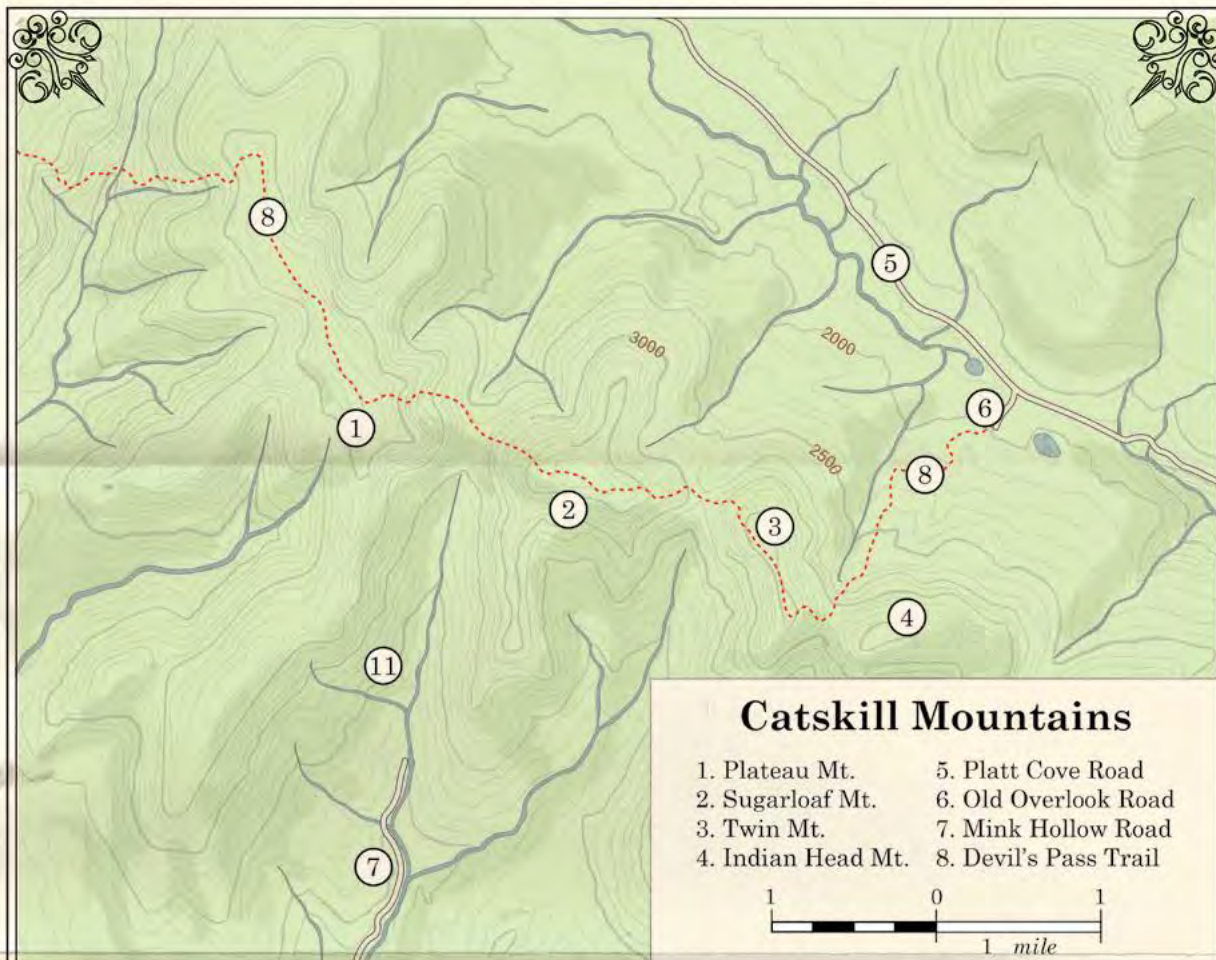 8
5
3000
2000
6
1
2500
8
2
3
4
11
7
Catskill Mountains
1. Plateau Mt.
2. Sugarloaf Mt.
3. Twin Mt.
4. Indian Head Mt.
5. Platt Cove Road
6. Old Overlook Road
7. Mink Hollow Road
8. Devil's Pass Trail
1 0 1
1 mile